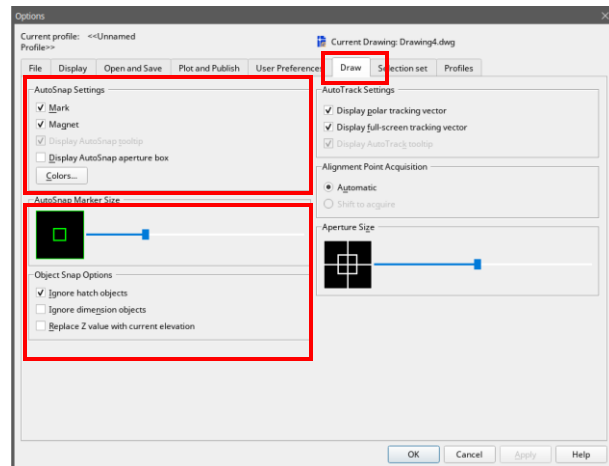 Options
Current profile: <<Unnamed
Profile>>
Current Drawing: Drawing4.dwg
File Display Open and Save Plot and Publish User Preferences Draw Selection set Profiles
AutoSnap Settings
Mark
Magnet
Display AutoSnap tooltip
Display AutoSnap aperture box
Colors...
AutoSnap Marker Size
Object Snap Options
Ignore hatch objects
Ignore dimension objects
Replace Z value with current elevation
AutoTrack Settings
Display polar tracking vector
Display full-screen tracking vector
Display AutoTrack tooltip
Alignment Point Acquisition
Automatic
Shift to acquire
Aperture Size
OK Cancel Apply Help